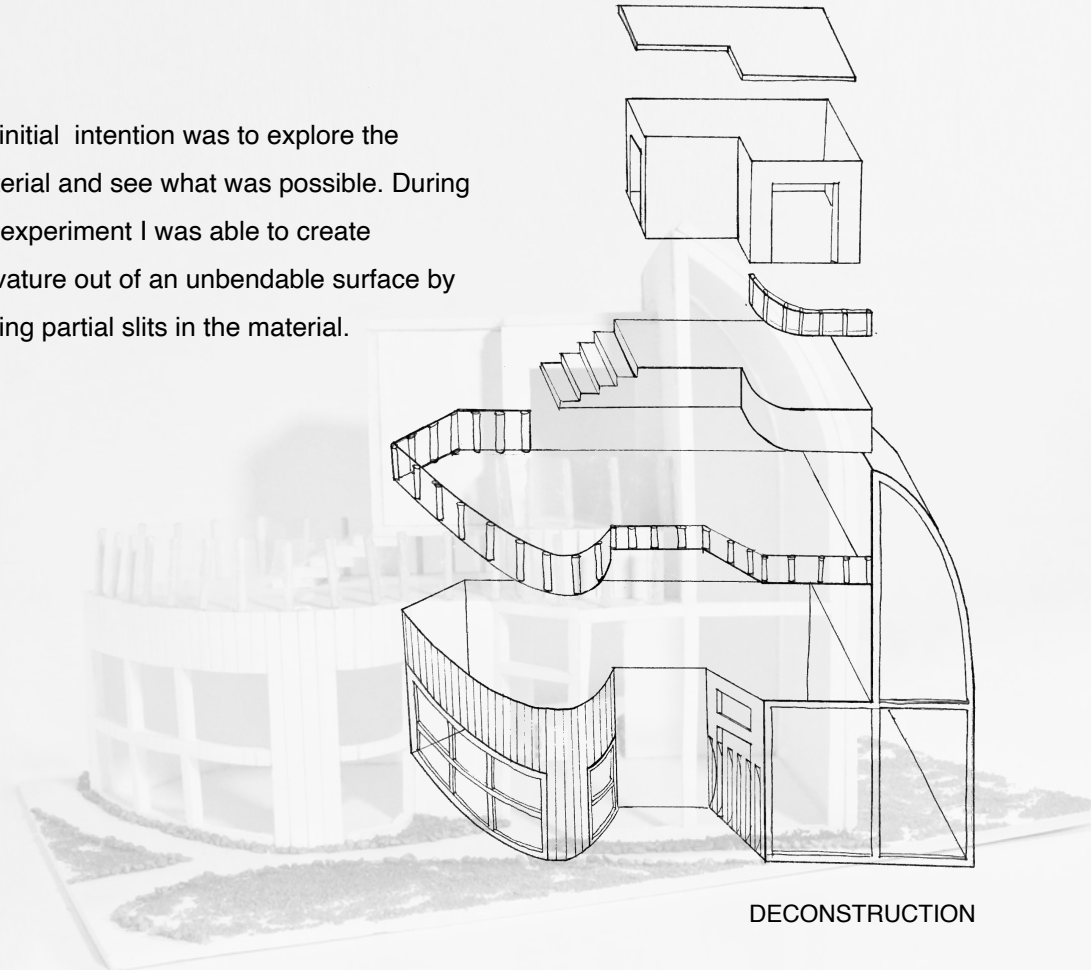 initial intention was to explore the
erial and see what was possible. During
experiment I was able to create
vature out of an unbendable surface by
ing partial slits in the material.
DECONSTRUCTION